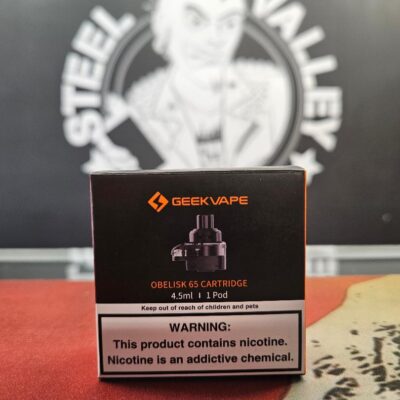 STEEL VALLEY
GEEKVAPE
OBELISK 65 CARTRIDGE
4.5ml I 1 Pod
Keep out of reach of children and pets
WARNING:
This product contains nicotine.
Nicotine is an addictive chemical.